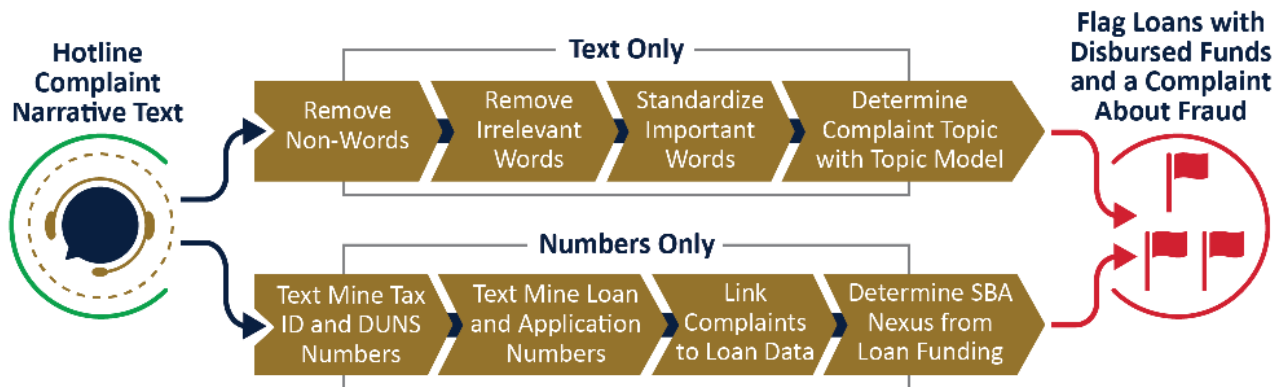 Hotline
Complaint
Narrative Text
Text Only
Remove
Non-Words
Remove
Irrelevant
Words
Standardize
Important
Words
Determine
Complaint Topic
with Topic Model
Numbers Only
Text Mine Tax
ID and DUNS
Numbers
Text Mine Loan
and Application
Numbers
Link
Complaints
to Loan Data
Determine SBA
Nexus from
Loan Funding
Flag Loans with
Disbursed Funds
and a Complaint
About Fraud